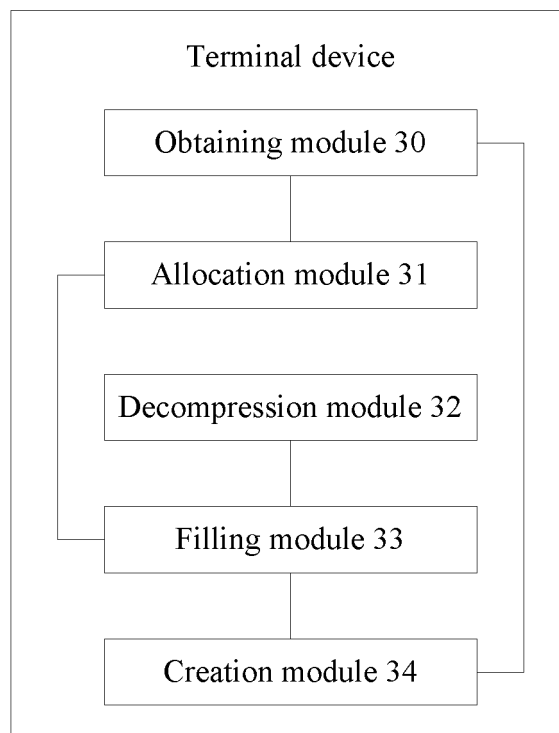 Terminal device
Obtaining module 30
Allocation module 31
Decompression module 32
Filling module 33
Creation module 34